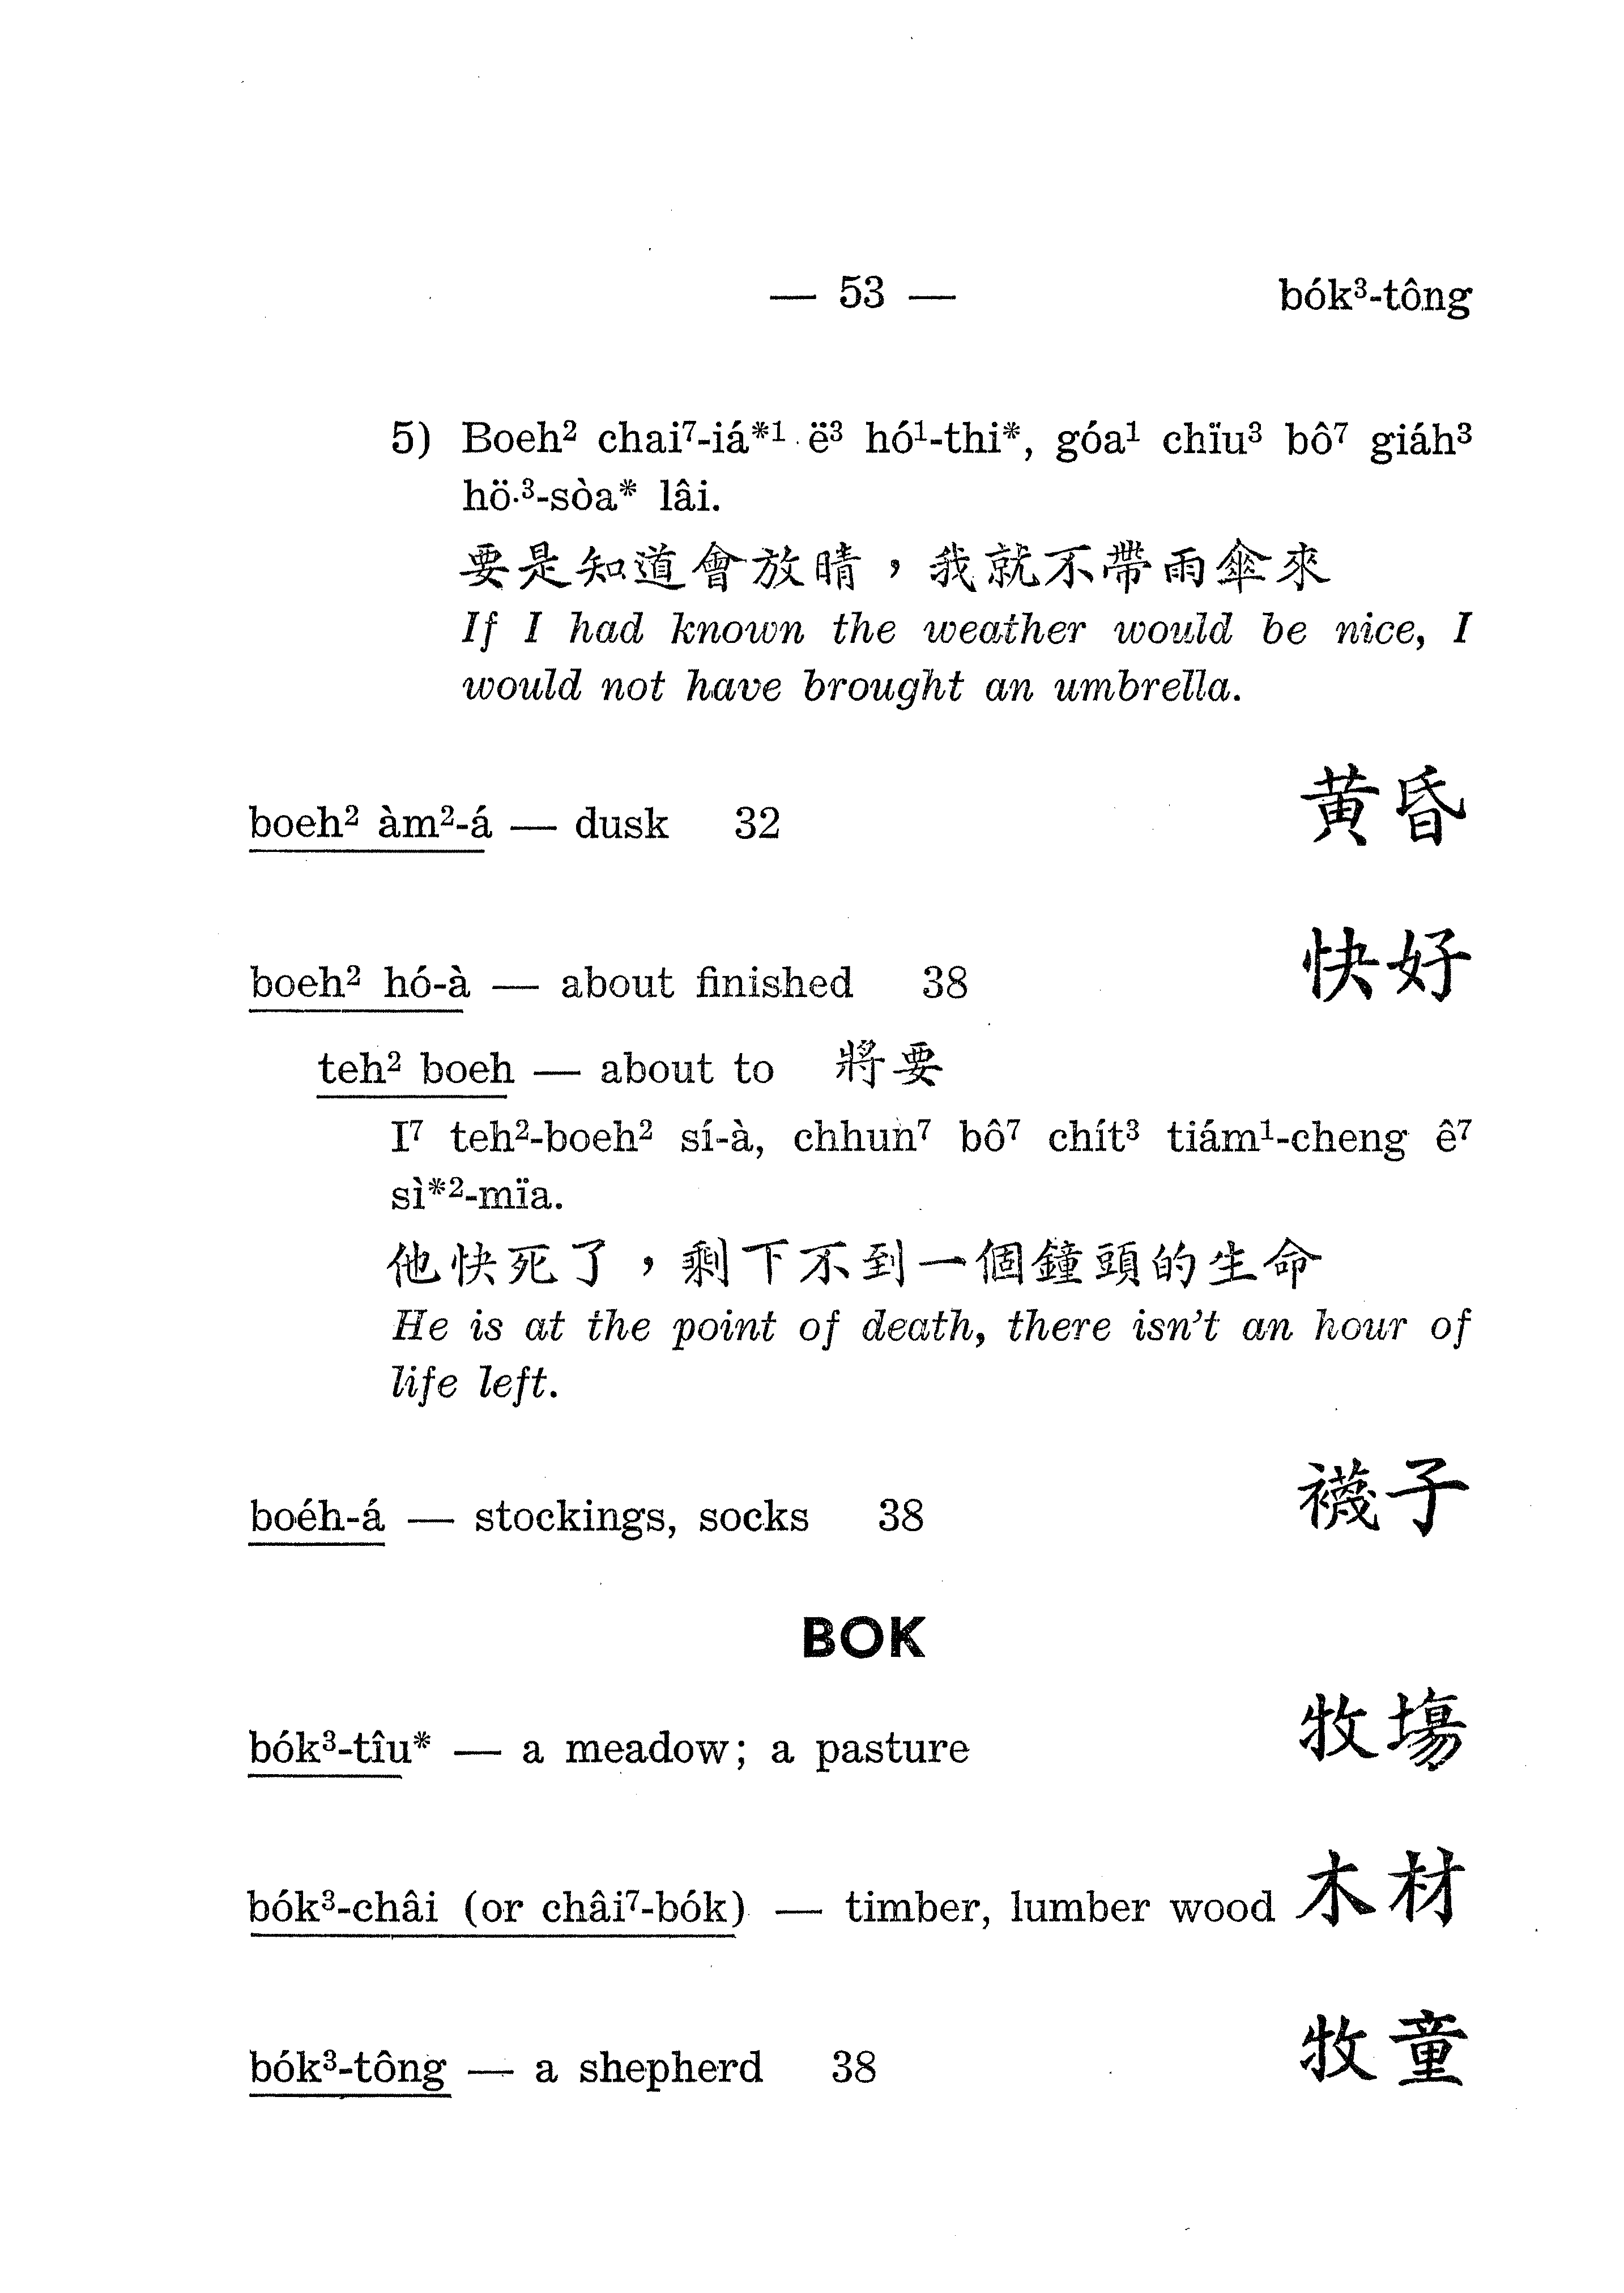 — 53 — bók³-tông
5) Boeh² chai⁷-iá*¹ ë³ hó¹-thi*, góa¹ chïu³ bô⁷ giáh³
hö·³-sòa* lâi.
要是知道會放晴，我就不帶雨傘來
If I had known the weather would be nice, I
would not have brought an umbrella.
boeh² àm²-á — dusk 32 黄昏
boeh² hó-à — about finished 38 快好
teh² boeh — about to 將要
I⁷ teh²-boeh² sí-à, chhun⁷ bô⁷ chít³ tiám¹-cheng ê⁷
sì*²-mïa.
他快死了，剩下不到一個鐘頭的生命
He is at the point of death, there isn't an hour of
life left.
boéh-á — stockings, socks 38 襪子
BOK
bók³-tîu* — a meadow; a pasture 牧塲
bók³-châi (or châi⁷-bók) — timber, lumber wood 木材
bók³-tông — a shepherd 38 牧童